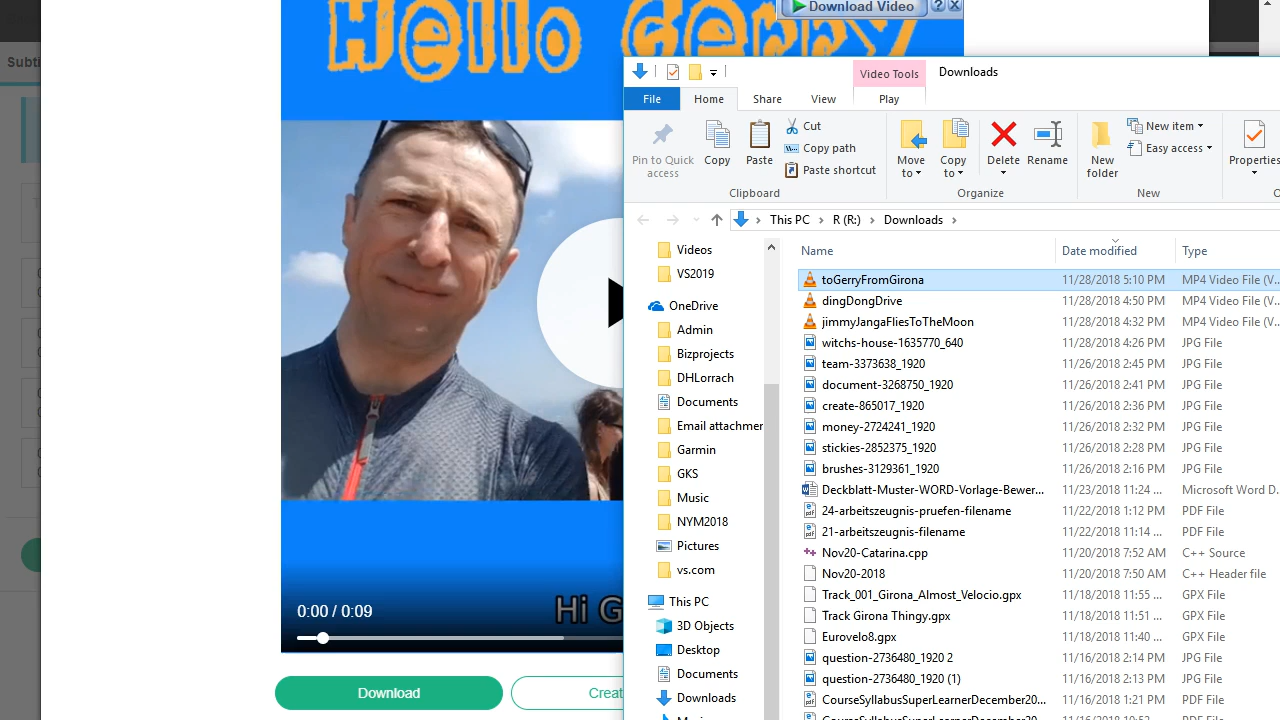 Hello Gerry
Download Video ? X
Subti
Video Tools
Downloads
File Home Share View Play
Pin to Quick access
Copy
Paste
Cut
Copy path
Paste shortcut
Clipboard
Move to
Copy to
Delete
Rename
Organize
New folder
New item
Easy access
New
Properties
This PC > R (R:) > Downloads >
Videos
VS2019
OneDrive
Admin
Bizprojects
DHLorrach
Documents
Email attachmer
Garmin
GKS
Music
NYM2018
Pictures
vs.com
This PC
3D Objects
Desktop
Documents
Downloads
Name Date modified Type
toGerryFromGirona 11/28/2018 5:10 PM MP4 Video File (V...
dingDongDrive 11/28/2018 4:50 PM MP4 Video File (V...
jimmyJangaFliesToTheMoon 11/28/2018 4:32 PM MP4 Video File (V...
witchs-house-1635770_640 11/28/2018 4:26 PM JPG File
team-3373638_1920 11/26/2018 2:45 PM JPG File
document-3268750_1920 11/26/2018 2:41 PM JPG File
create-865017_1920 11/26/2018 2:36 PM JPG File
money-2724241_1920 11/26/2018 2:32 PM JPG File
stickies-2852375_1920 11/26/2018 2:28 PM JPG File
brushes-3129361_1920 11/26/2018 2:16 PM JPG File
Deckblatt-Muster-WORD-Vorlage-Bewer... 11/23/2018 11:24 ... Microsoft Word D.
24-arbeitszeugnis-pruefen-filename 11/22/2018 1:12 PM PDF File
21-arbeitszeugnis-filename 11/22/2018 11:14 ... PDF File
Nov20-Catarina.cpp 11/20/2018 7:52 AM C++ Source
Nov20-2018 11/20/2018 7:50 AM C++ Header file
Track_001_Girona_Almost_Velocio.gpx 11/18/2018 11:55 ... GPX File
Track Girona Thingy.gpx 11/18/2018 11:51 ... GPX File
Eurovelo8.gpx 11/18/2018 11:40 ... GPX File
question-2736480_1920 2 11/16/2018 2:14 PM JPG File
question-2736480_1920 (1) 11/16/2018 2:13 PM JPG File
CourseSyllabusSuperLearnerDecember20... 11/16/2018 1:21 PM PDF File
0:00 / 0:09
Hi G
Download
Creat